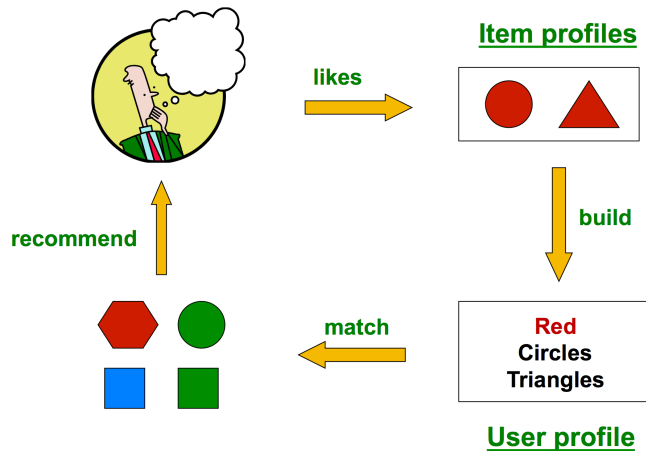 Item profiles
likes
build
recommend
match
Red
Circles
Triangles
User profile